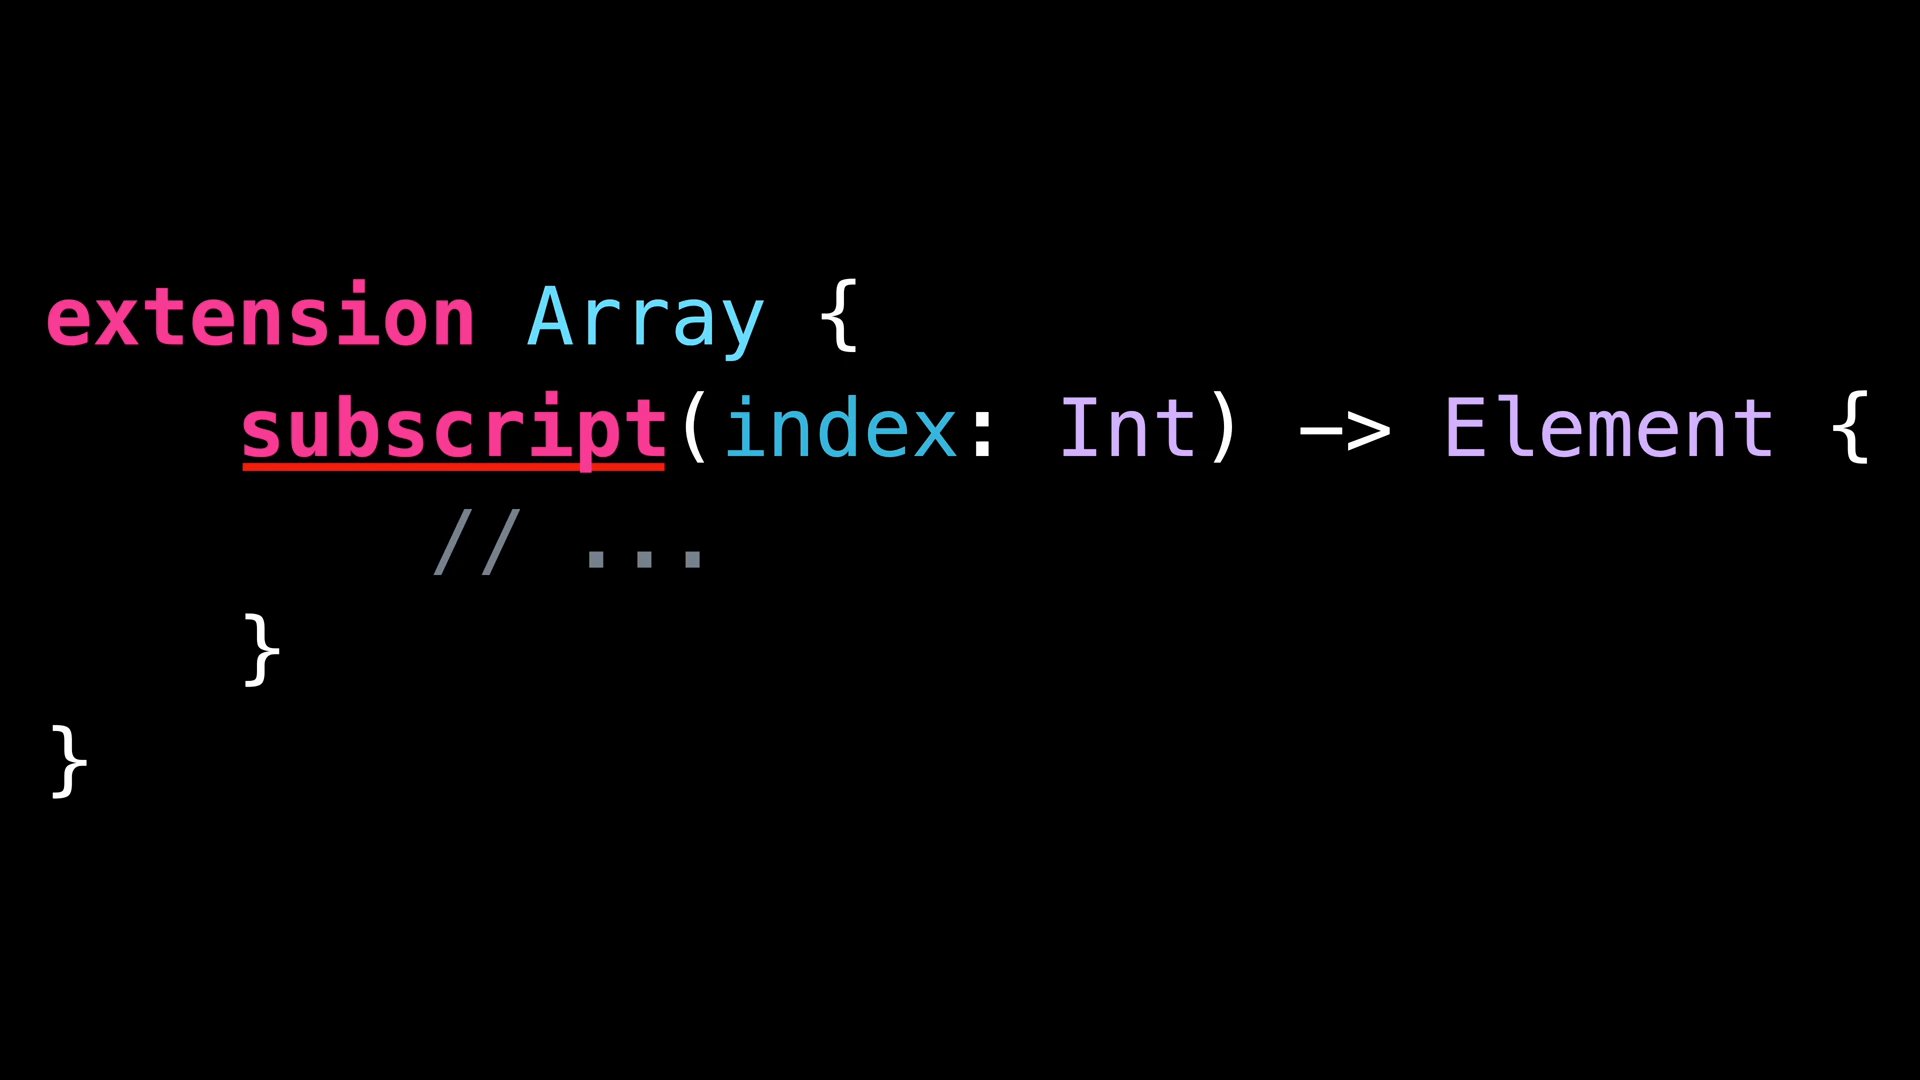 extension Array {
    subscript(index: Int) -> Element {
        // ...
    }
}